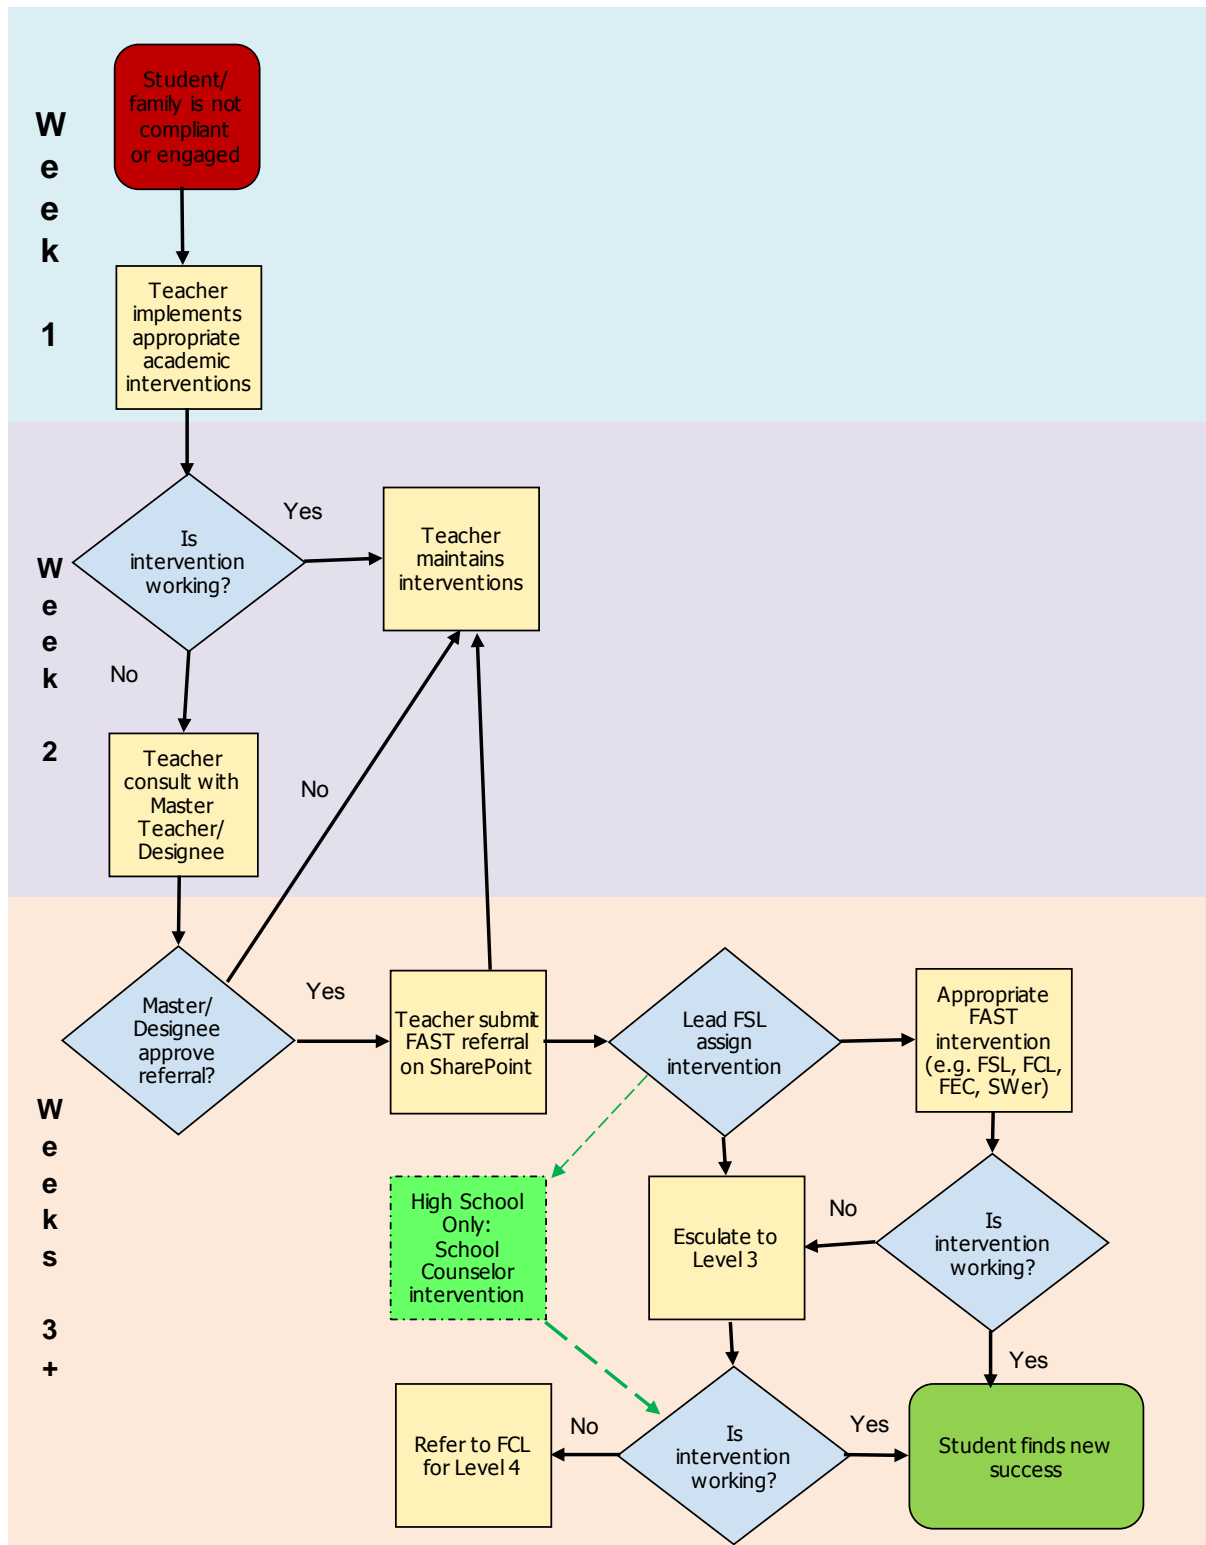 Week 1
Student/
family is not
compliant
or engaged
Teacher
implements
appropriate
academic
interventions
Week 2
Is
intervention
working?
Yes
Teacher
maintains
interventions
No
Teacher
consult with
Master
Teacher/
Designee
No
Weeks 3+
Master/
Designee
approve
referral?
Yes
Teacher submit
FAST referral
on SharePoint
Lead FSL
assign
intervention
Appropriate
FAST
intervention
(e.g. FSL, FCL,
FEC, SWer)
High School
Only:
School
Counselor
intervention
Esculate to
Level 3
No
Is
intervention
working?
Yes
Refer to FCL
for Level 4
No
Is
intervention
working?
Yes
Student finds new
success